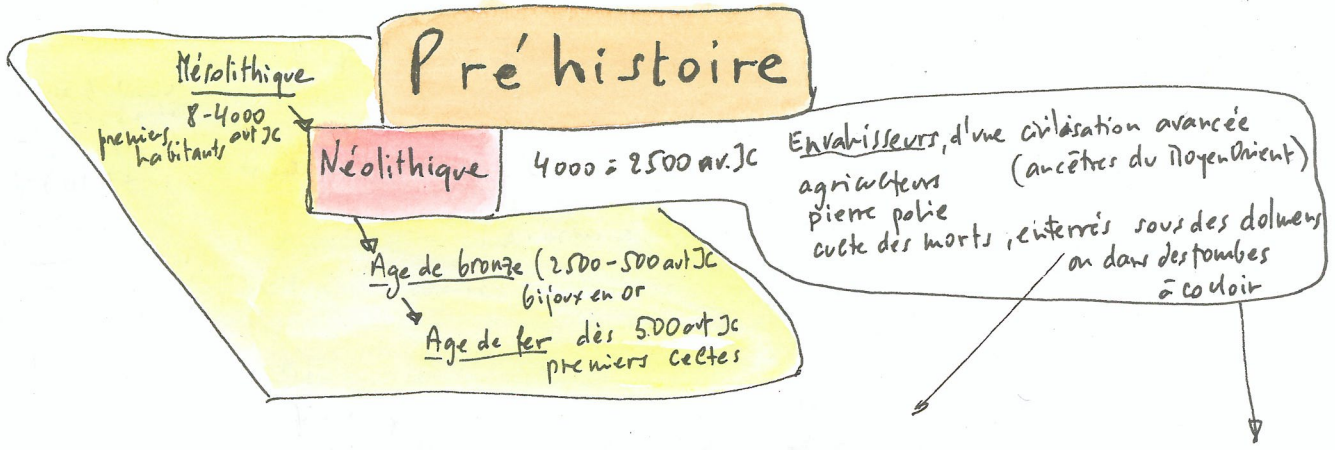 Préhistoire
Mésolithique
8-4000
avt JC
premiers
habitants
Néolithique
4000 à 2500 av. JC
Envahisseurs, d'une civilisation avancée
(ancêtres du Moyen Orient)
agriculteurs
pierre polie
culte des morts, enterrés sous des dolmens
ou dans des tombes
à couloir
Age de bronze (2500-500 avt JC
bijoux en or
Age de fer dès 500 avt JC
premiers celtes